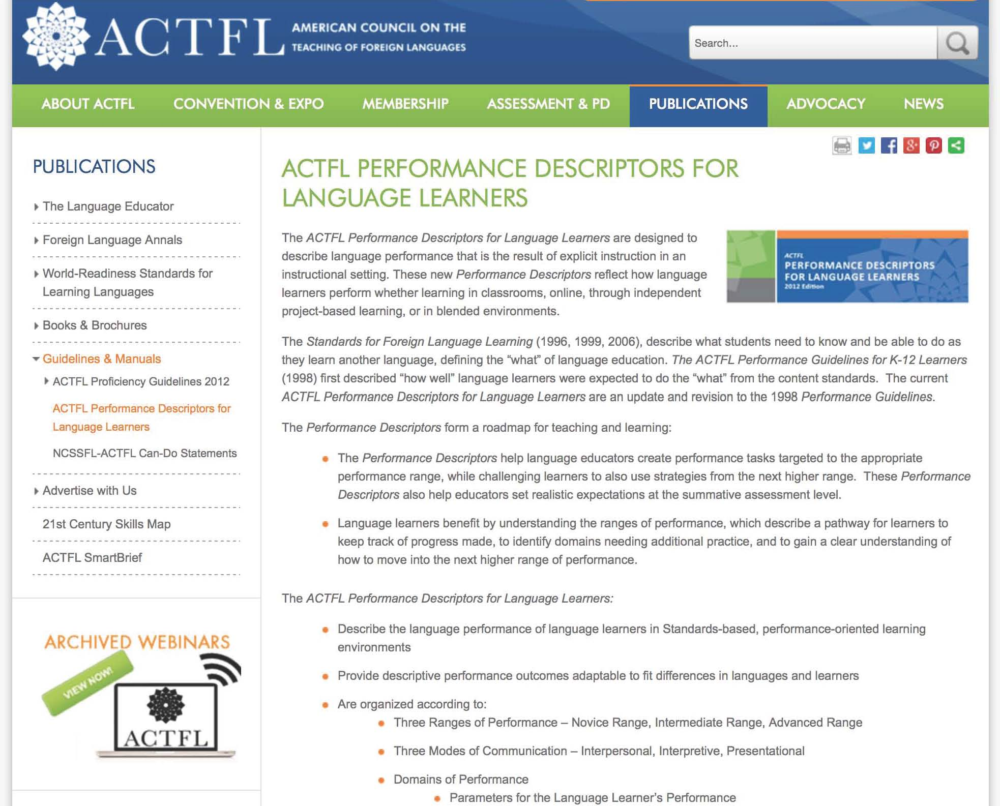 ACTFL
AMERICAN COUNCIL ON THE
TEACHING OF FOREIGN LANGUAGES
Search...
ABOUT ACTFL
CONVENTION & EXPO
MEMBERSHIP
ASSESSMENT & PD
PUBLICATIONS
ADVOCACY
NEWS
PUBLICATIONS
The Language Educator
Foreign Language Annals
World-Readiness Standards for
Learning Languages
Books & Brochures
Guidelines & Manuals
ACTFL Proficiency Guidelines 2012
ACTFL Performance Descriptors for
Language Learners
NCSSFL-ACTFL Can-Do Statements
Advertise with Us
21st Century Skills Map
ACTFL SmartBrief
ARCHIVED WEBINARS
VIEW NOW!
ACTFL
ACTFL PERFORMANCE DESCRIPTORS FOR
LANGUAGE LEARNERS
The ACTFL Performance Descriptors for Language Learners are designed to
describe language performance that is the result of explicit instruction in an
instructional setting. These new Performance Descriptors reflect how language
learners perform whether learning in classrooms, online, through independent
project-based learning, or in blended environments.
ACTFL
PERFORMANCE DESCRIPTORS
FOR LANGUAGE LEARNERS
2012 Edition
The Standards for Foreign Language Learning (1996, 1999, 2006), describe what students need to know and be able to do as
they learn another language, defining the “what” of language education. The ACTFL Performance Guidelines for K-12 Learners
(1998) first described “how well” language learners were expected to do the “what” from the content standards.  The current
ACTFL Performance Descriptors for Language Learners are an update and revision to the 1998 Performance Guidelines.
The Performance Descriptors form a roadmap for teaching and learning:
The Performance Descriptors help language educators create performance tasks targeted to the appropriate
performance range, while challenging learners to also use strategies from the next higher range.  These Performance
Descriptors also help educators set realistic expectations at the summative assessment level.
Language learners benefit by understanding the ranges of performance, which describe a pathway for learners to
keep track of progress made, to identify domains needing additional practice, and to gain a clear understanding of
how to move into the next higher range of performance.
The ACTFL Performance Descriptors for Language Learners:
Describe the language performance of language learners in Standards-based, performance-oriented learning
environments
Provide descriptive performance outcomes adaptable to fit differences in languages and learners
Are organized according to:
Three Ranges of Performance – Novice Range, Intermediate Range, Advanced Range
Three Modes of Communication – Interpersonal, Interpretive, Presentational
Domains of Performance
Parameters for the Language Learner’s Performance